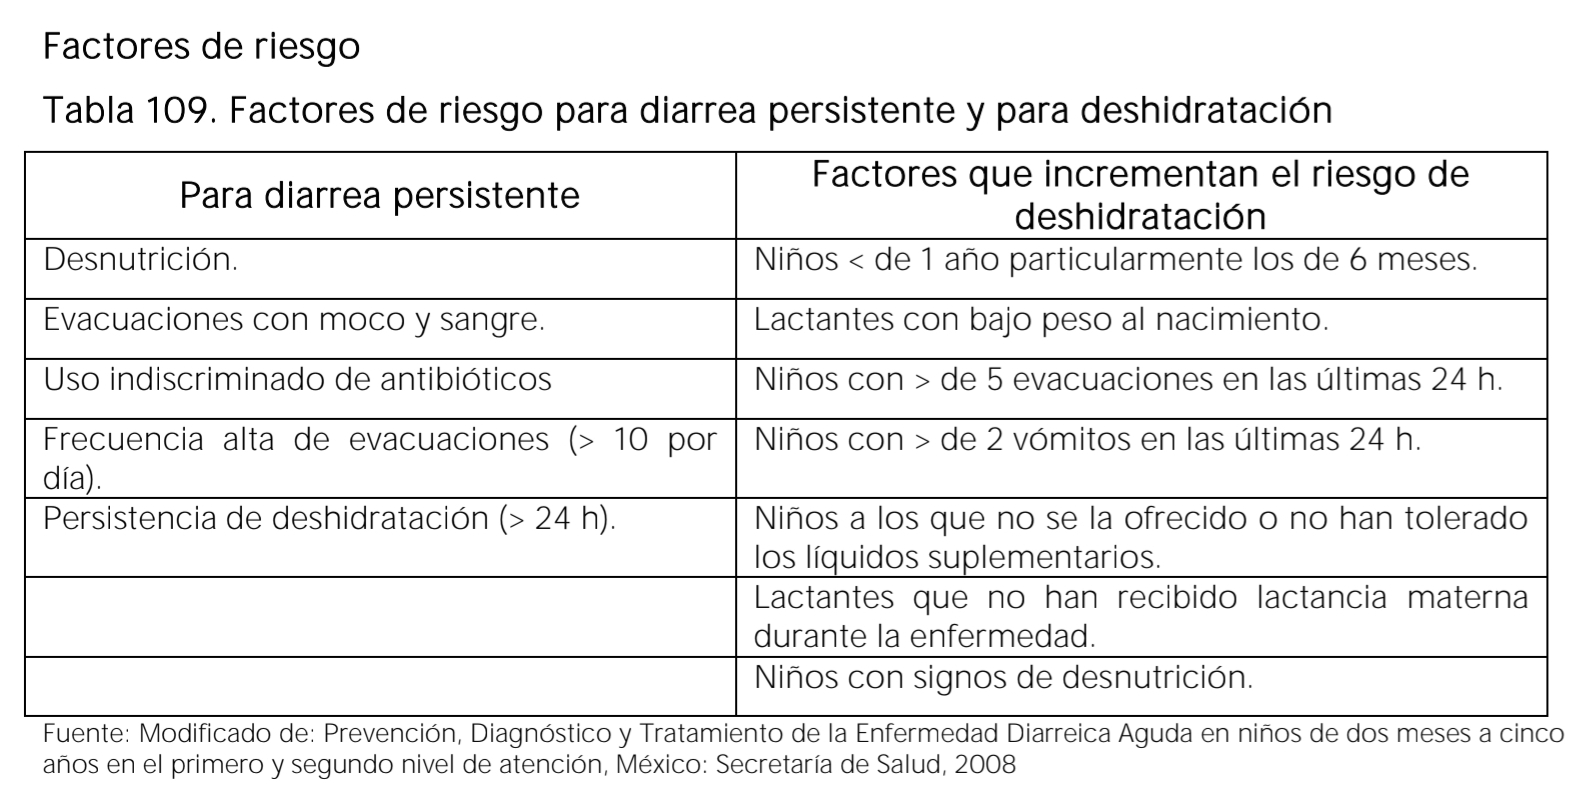 Factores de riesgo
Tabla 109. Factores de riesgo para diarrea persistente y para deshidratación
Para diarrea persistente
Factores que incrementan el riesgo de
deshidratación
Desnutrición.
Niños < de 1 año particularmente los de 6 meses.
Evacuaciones con moco y sangre.
Lactantes con bajo peso al nacimiento.
Uso indiscriminado de antibióticos
Niños con > de 5 evacuaciones en las últimas 24 h.
Frecuencia alta de evacuaciones (> 10 por
día).
Niños con > de 2 vómitos en las últimas 24 h.
Persistencia de deshidratación (> 24 h).
Niños a los que no se la ofrecido o no han tolerado
los líquidos suplementarios.
Lactantes que no han recibido lactancia materna
durante la enfermedad.
Niños con signos de desnutrición.
Fuente: Modificado de: Prevención, Diagnóstico y Tratamiento de la Enfermedad Diarreica Aguda en niños de dos meses a cinco
años en el primero y segundo nivel de atención, México: Secretaría de Salud, 2008